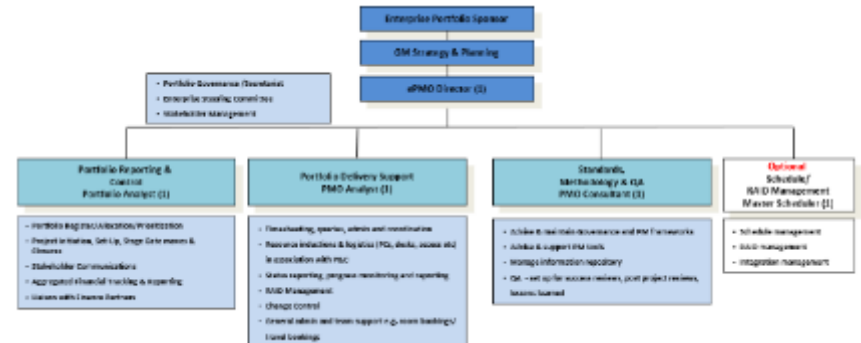 Enterprise Portfolio Sponsor
GM Strategy & Planning
ePMO Director (1)
• Portfolio Governance /Secretariat
• Enterprise Steering Committee
• Stakeholder Management
Portfolio Reporting &
Control
Portfolio Analyst (1)
– Portfolio Register/Allocation/Prioritization
– Project Initiation, Set-Up, Stage Gate moves &
Closures
– Stakeholder Communications
– Aggregated Financial Tracking & Reporting
– Liaison with Finance Partners
Portfolio Delivery Support
PMO Analyst (1)
• Timesheeting, queries, admin and coordination
• Resource inductions & logistics (PCs, desks, access etc)
in association with P&C
• Status reporting, progress monitoring and reporting
• RAID Management
• Change Control
• General admin and team support e.g. room bookings/
travel bookings
Standards,
Methodology & QA
PMO Consultant (1)
• Advise & maintain Governance and PM frameworks
• Advise & support PM tools
• Manage information repository
• QA – set up for success reviews, post project reviews,
lessons learned
Optional
Schedule/
RAID Management
Master Scheduler (1)
• Schedule management
• RAID management
• Integration management